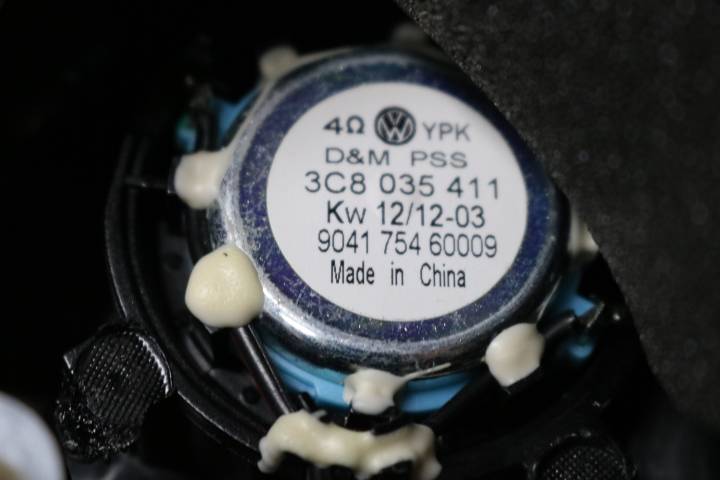 4Ω VW YPK
D&M PSS
3C8 035 411
Kw 12/12-03
9041 754 60009
Made in China